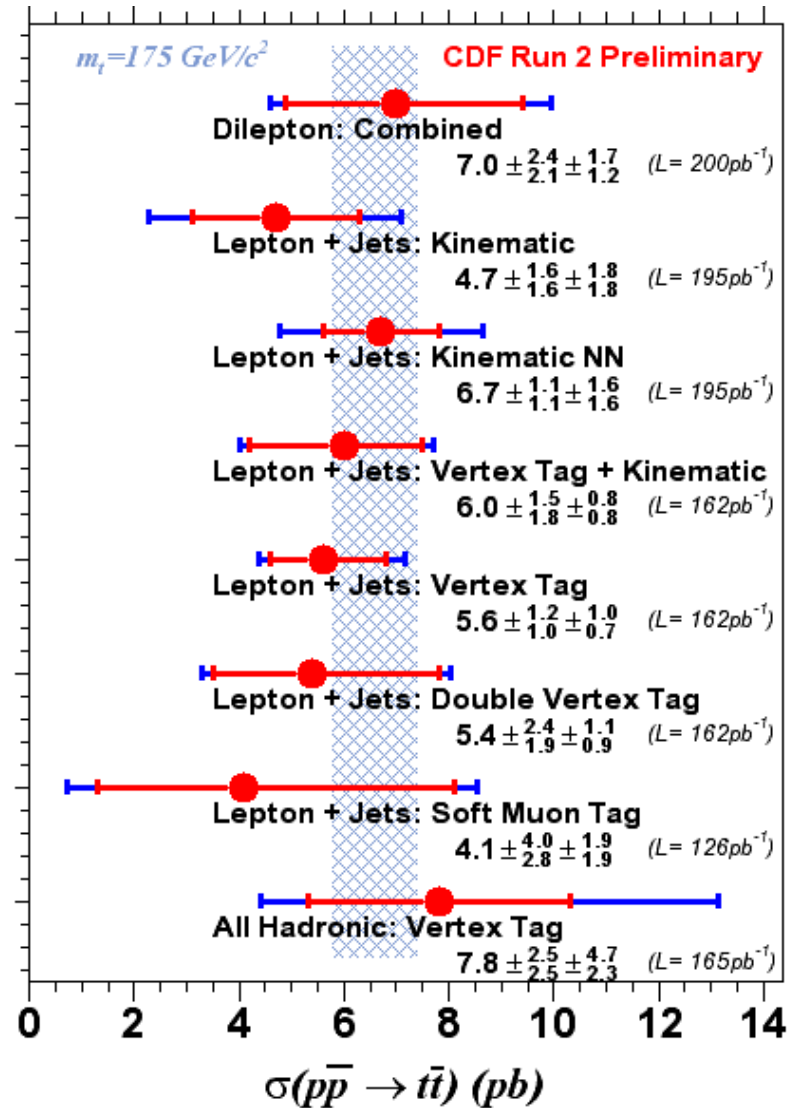 m_t=175 GeV/c² CDF Run 2 Preliminary
Dilepton: Combined
7.0 ± 2.4 2.1 ± 1.7 1.2 (L= 200pb⁻¹)
Lepton + Jets: Kinematic
4.7 ± 1.6 1.6 ± 1.8 1.8 (L= 195pb⁻¹)
Lepton + Jets: Kinematic NN
6.7 ± 1.1 1.1 ± 1.6 1.6 (L= 195pb⁻¹)
Lepton + Jets: Vertex Tag + Kinematic
6.0 ± 1.5 1.8 ± 0.8 0.8 (L= 162pb⁻¹)
Lepton + Jets: Vertex Tag
5.6 ± 1.2 1.0 ± 1.0 0.7 (L= 162pb⁻¹)
Lepton + Jets: Double Vertex Tag
5.4 ± 2.4 1.9 ± 1.1 0.9 (L= 162pb⁻¹)
Lepton + Jets: Soft Muon Tag
4.1 ± 4.0 2.8 ± 1.9 1.9 (L= 126pb⁻¹)
All Hadronic: Vertex Tag
7.8 ± 2.5 2.5 ± 4.7 2.3 (L= 165pb⁻¹)
0 2 4 6 8 10 12 14
σ(pp̅ → tt̅) (pb)